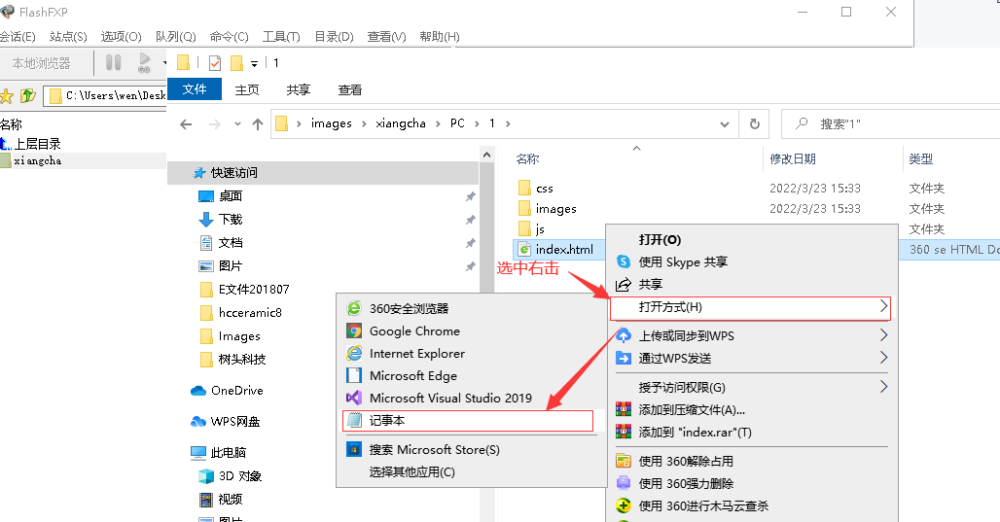 FlashFXP
会话(E) 站点(S) 选项(O) 队列(Q) 命令(C) 工具(T) 目录(D) 查看(V) 帮助(H)
本地浏览器
GO
1
文件 主页 共享 查看
C:\Users\wen\Desk
images xiangcha PC 1
搜索"1"
名称
上层目录
xiangcha
快速访问
桌面
下载
文档
图片
E文件201807
hcceramic8
Images
树头科技
OneDrive
WPS网盘
此电脑
3D 对象
视频
图片
名称 修改日期 类型
css 2022/3/23 15:33 文件夹
images 2022/3/23 15:33 文件夹
js 文件夹
index.html 360 se HTML Do
选中右击
打开(O)
使用 Skype 共享
共享
打开方式(H)
上传或同步到WPS
通过WPS发送
授予访问权限(G)
添加到压缩文件(A)...
添加到 "index.rar"(T)
使用 360解除占用
使用 360强力删除
使用 360进行木马云查杀
360安全浏览器
Google Chrome
Internet Explorer
Microsoft Edge
Microsoft Visual Studio 2019
记事本
搜索 Microsoft Store(S)
选择其他应用(C)